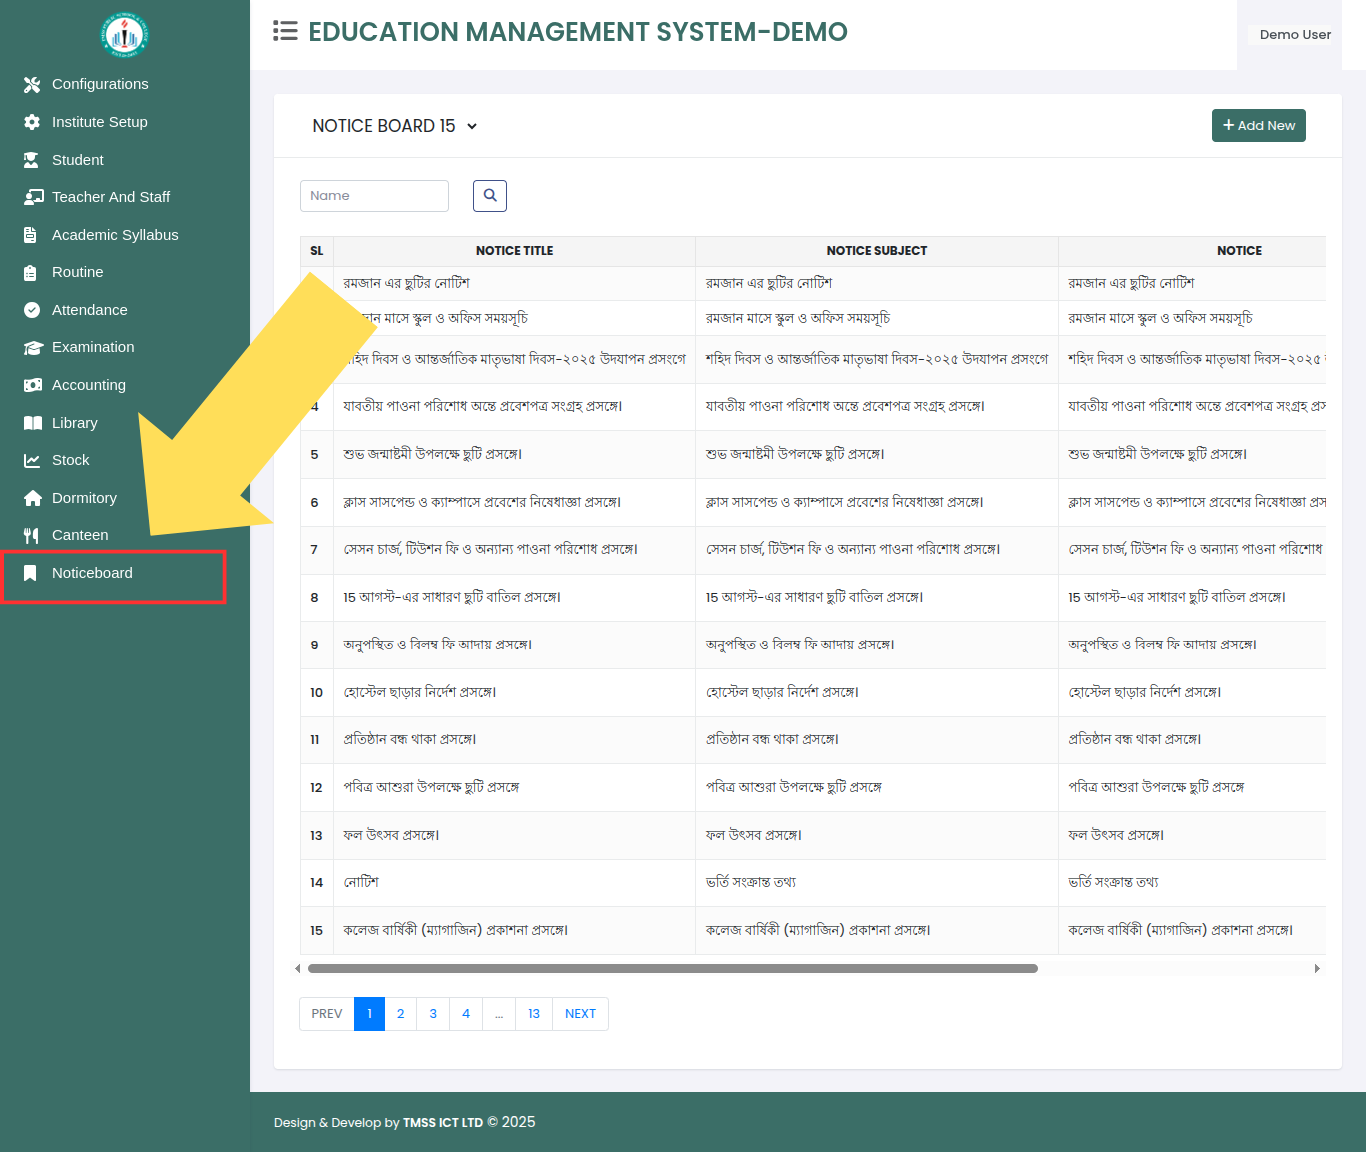 Configurations
Institute Setup
Student
Teacher And Staff
Academic Syllabus
Routine
Attendance
Examination
Accounting
Library
Stock
Dormitory
Canteen
Noticeboard
EDUCATION MANAGEMENT SYSTEM-DEMO
Demo User
NOTICE BOARD 15
+ Add New
Name
SL NOTICE TITLE NOTICE SUBJECT NOTICE
রমজান এর ছুটির নোটিশ রমজান এর ছুটির নোটিশ রমজান এর ছুটির নোটিশ
মাসে স্কুল ও অফিস সময়সূচি রমজান মাসে স্কুল ও অফিস সময়সূচি রমজান মাসে স্কুল ও অফিস সময়সূচি
শহিদ দিবস ও আন্তর্জাতিক মাতৃভাষা দিবস-২০২৫ উদযাপন প্রসংগে শহিদ দিবস ও আন্তর্জাতিক মাতৃভাষা দিবস-২০২৫ উদযাপন প্রসংগে শহিদ দিবস ও আন্তর্জাতিক মাতৃভাষা দিবস-২০২৫
4 যাবতীয় পাওনা পরিশোধ অন্তে প্রবেশপত্র সংগ্রহ প্রসঙ্গে। যাবতীয় পাওনা পরিশোধ অন্তে প্রবেশপত্র সংগ্রহ প্রসঙ্গে। যাবতীয় পাওনা পরিশোধ অন্তে প্রবেশপত্র সংগ্রহ
5 শুভ জন্মাষ্টমী উপলক্ষে ছুটি প্রসঙ্গে। শুভ জন্মাষ্টমী উপলক্ষে ছুটি প্রসঙ্গে। শুভ জন্মাষ্টমী উপলক্ষে ছুটি প্রসঙ্গে।
6 ক্লাস সাসপেন্ড ও ক্যাম্পাসে প্রবেশের নিষেধাজ্ঞা প্রসঙ্গে। ক্লাস সাসপেন্ড ও ক্যাম্পাসে প্রবেশের নিষেধাজ্ঞা প্রসঙ্গে। ক্লাস সাসপেন্ড ও ক্যাম্পাসে প্রবেশের নিষেধাজ্ঞা
7 সেসন চার্জ, টিউশন ফি ও অন্যান্য পাওনা পরিশোধ প্রসঙ্গে। সেসন চার্জ, টিউশন ফি ও অন্যান্য পাওনা পরিশোধ প্রসঙ্গে। সেসন চার্জ, টিউশন ফি ও অন্যান্য পাওনা পরিশোধ
8 15 আগস্ট-এর সাধারণ ছুটি বাতিল প্রসঙ্গে। 15 আগস্ট-এর সাধারণ ছুটি বাতিল প্রসঙ্গে। 15 আগস্ট-এর সাধারণ ছুটি বাতিল প্রসঙ্গে।
9 অনুপস্থিত ও বিলম্ব ফি আদায় প্রসঙ্গে। অনুপস্থিত ও বিলম্ব ফি আদায় প্রসঙ্গে। অনুপস্থিত ও বিলম্ব ফি আদায় প্রসঙ্গে।
10 হোস্টেল ছাড়ার নির্দেশ প্রসঙ্গে। হোস্টেল ছাড়ার নির্দেশ প্রসঙ্গে। হোস্টেল ছাড়ার নির্দেশ প্রসঙ্গে।
11 প্রতিষ্ঠান বন্ধ থাকা প্রসঙ্গে। প্রতিষ্ঠান বন্ধ থাকা প্রসঙ্গে। প্রতিষ্ঠান বন্ধ থাকা প্রসঙ্গে।
12 পবিত্র আশুরা উপলক্ষে ছুটি প্রসঙ্গে পবিত্র আশুরা উপলক্ষে ছুটি প্রসঙ্গে পবিত্র আশুরা উপলক্ষে ছুটি প্রসঙ্গে
13 ফল উৎসব প্রসঙ্গে। ফল উৎসব প্রসঙ্গে। ফল উৎসব প্রসঙ্গে।
14 নোটিশ ভর্তি সংক্রান্ত তথ্য ভর্তি সংক্রান্ত তথ্য
15 কলেজ বার্ষিকী (ম্যাগাজিন) প্রকাশনা প্রসঙ্গে। কলেজ বার্ষিকী (ম্যাগাজিন) প্রকাশনা প্রসঙ্গে। কলেজ বার্ষিকী (ম্যাগাজিন) প্রকাশনা প্রসঙ্গে।
PREV 1 2 3 4 ... 13 NEXT
Design & Develop by TMSS ICT LTD © 2025